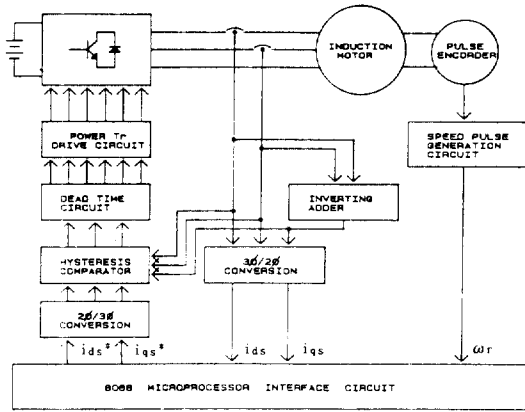 INDUCTION
MOTOR
PULSE
ENCORDER
POWER Tr
DRIVE CIRCUIT
SPEED PULSE
GENERATION
CIRCUIT
DEAD TIME
CIRCUIT
INVERTING
ADDER
HYSTERESIS
COMPARATOR
3Ø/2Ø
CONVERSION
2Ø/3Ø
CONVERSION
ids* iqs* ids iqs ωr
8088 MICROPROCESSOR INTERFACE CIRCUIT